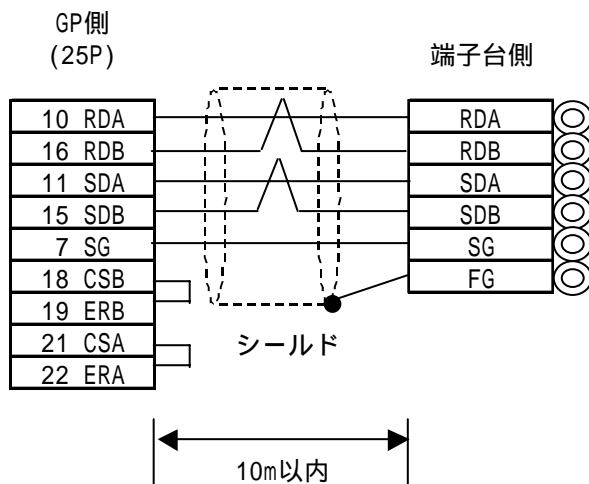 GP側
(25P)
端子台側
10 RDA
16 RDB
11 SDA
15 SDB
7 SG
18 CSB
19 ERB
21 CSA
22 ERA
RDA
RDB
SDA
SDB
SG
FG
シールド
10m以内